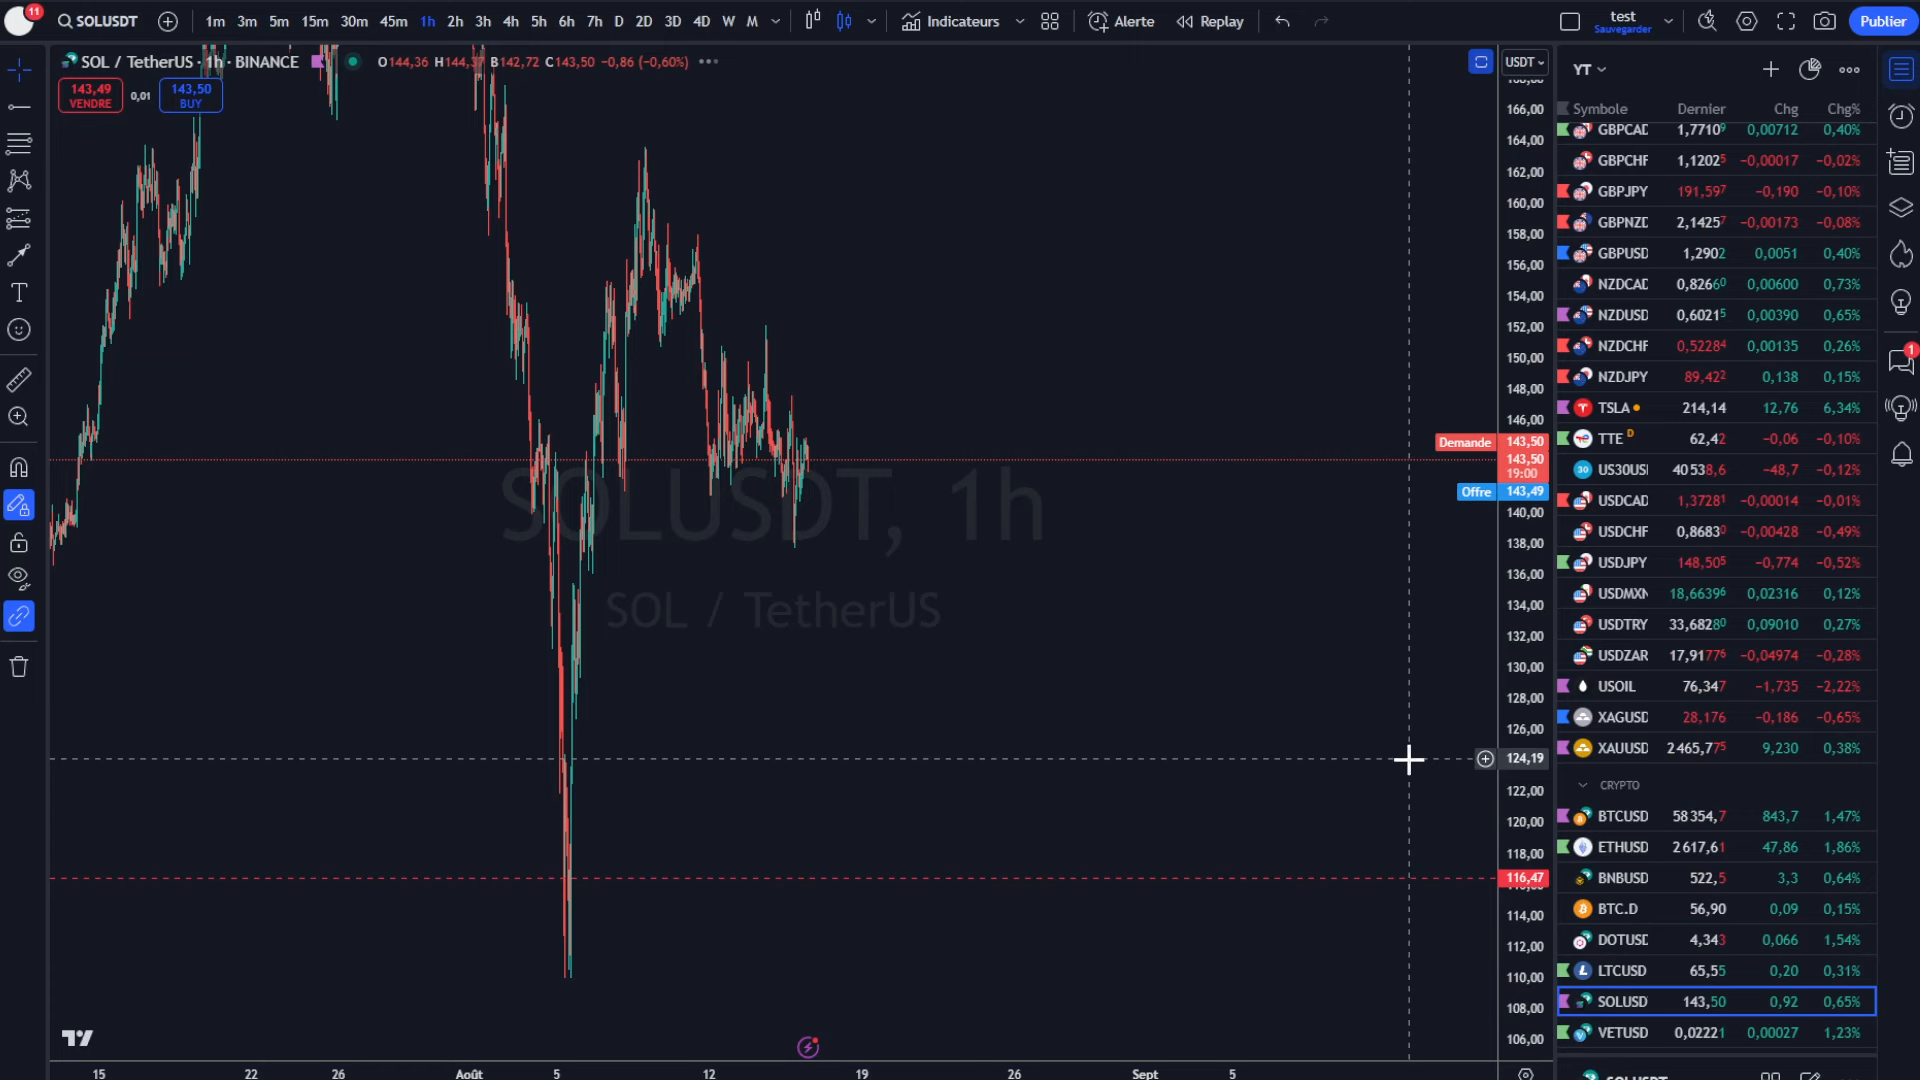 11
SOLUSDT
1m 3m 5m 15m 30m 45m 1h 2h 3h 4h 5h 6h 7h D 2D 3D 4D W M
Indicateurs
Alerte
Replay
test
Sauvegarder
Publier
SOL / TetherUS · 1h · BINANCE
O144,36 H144,37 B142,72 C143,50 −0,86 (−0,60%)
143,49
VENDRE
0,01
143,50
BUY
USDT
166,00
164,00
162,00
160,00
158,00
156,00
154,00
152,00
150,00
148,00
146,00
Demande 143,50
143,50
19:00
Offre 143,49
140,00
138,00
136,00
134,00
132,00
130,00
128,00
126,00
124,19
122,00
120,00
118,00
116,47
114,00
112,00
110,00
108,00
106,00
SOLUSDT, 1h
SOL / TetherUS
15 22 26 Août 5 12 19 26 Sept 5
YT
Symbole Dernier Chg Chg%
GBPCAD 1,77109 0,00712 0,40%
GBPCHF 1,12025 −0,00017 −0,02%
GBPJPY 191,597 −0,190 −0,10%
GBPNZD 2,14257 −0,00173 −0,08%
GBPUSD 1,2902 0,0051 0,40%
NZDCAD 0,82660 0,00600 0,73%
NZDUSD 0,60215 0,00390 0,65%
NZDCHF 0,52284 0,00135 0,26%
NZDJPY 89,422 0,138 0,15%
TSLA 214,14 12,76 6,34%
TTE D 62,42 −0,06 −0,10%
30 US30USI 40 538,6 −48,7 −0,12%
USDCAD 1,37281 −0,00014 −0,01%
USDCHF 0,86830 −0,00428 −0,49%
USDJPY 148,505 −0,774 −0,52%
USDMXN 18,66396 0,02316 0,12%
USDTRY 33,68280 0,09010 0,27%
USDZAR 17,91776 −0,04974 −0,28%
USOIL 76,347 −1,735 −2,22%
XAGUSD 28,176 −0,186 −0,65%
XAUUSD 2 465,775 9,230 0,38%
CRYPTO
BTCUSD 58 354,7 843,7 1,47%
ETHUSD 2 617,61 47,86 1,86%
BNBUSD 522,5 3,3 0,64%
BTC.D 56,90 0,09 0,15%
DOTUSD 4,343 0,066 1,54%
LTCUSD 65,55 0,20 0,31%
SOLUSD 143,50 0,92 0,65%
VETUSD 0,02221 0,00027 1,23%
SOLUSDT
1